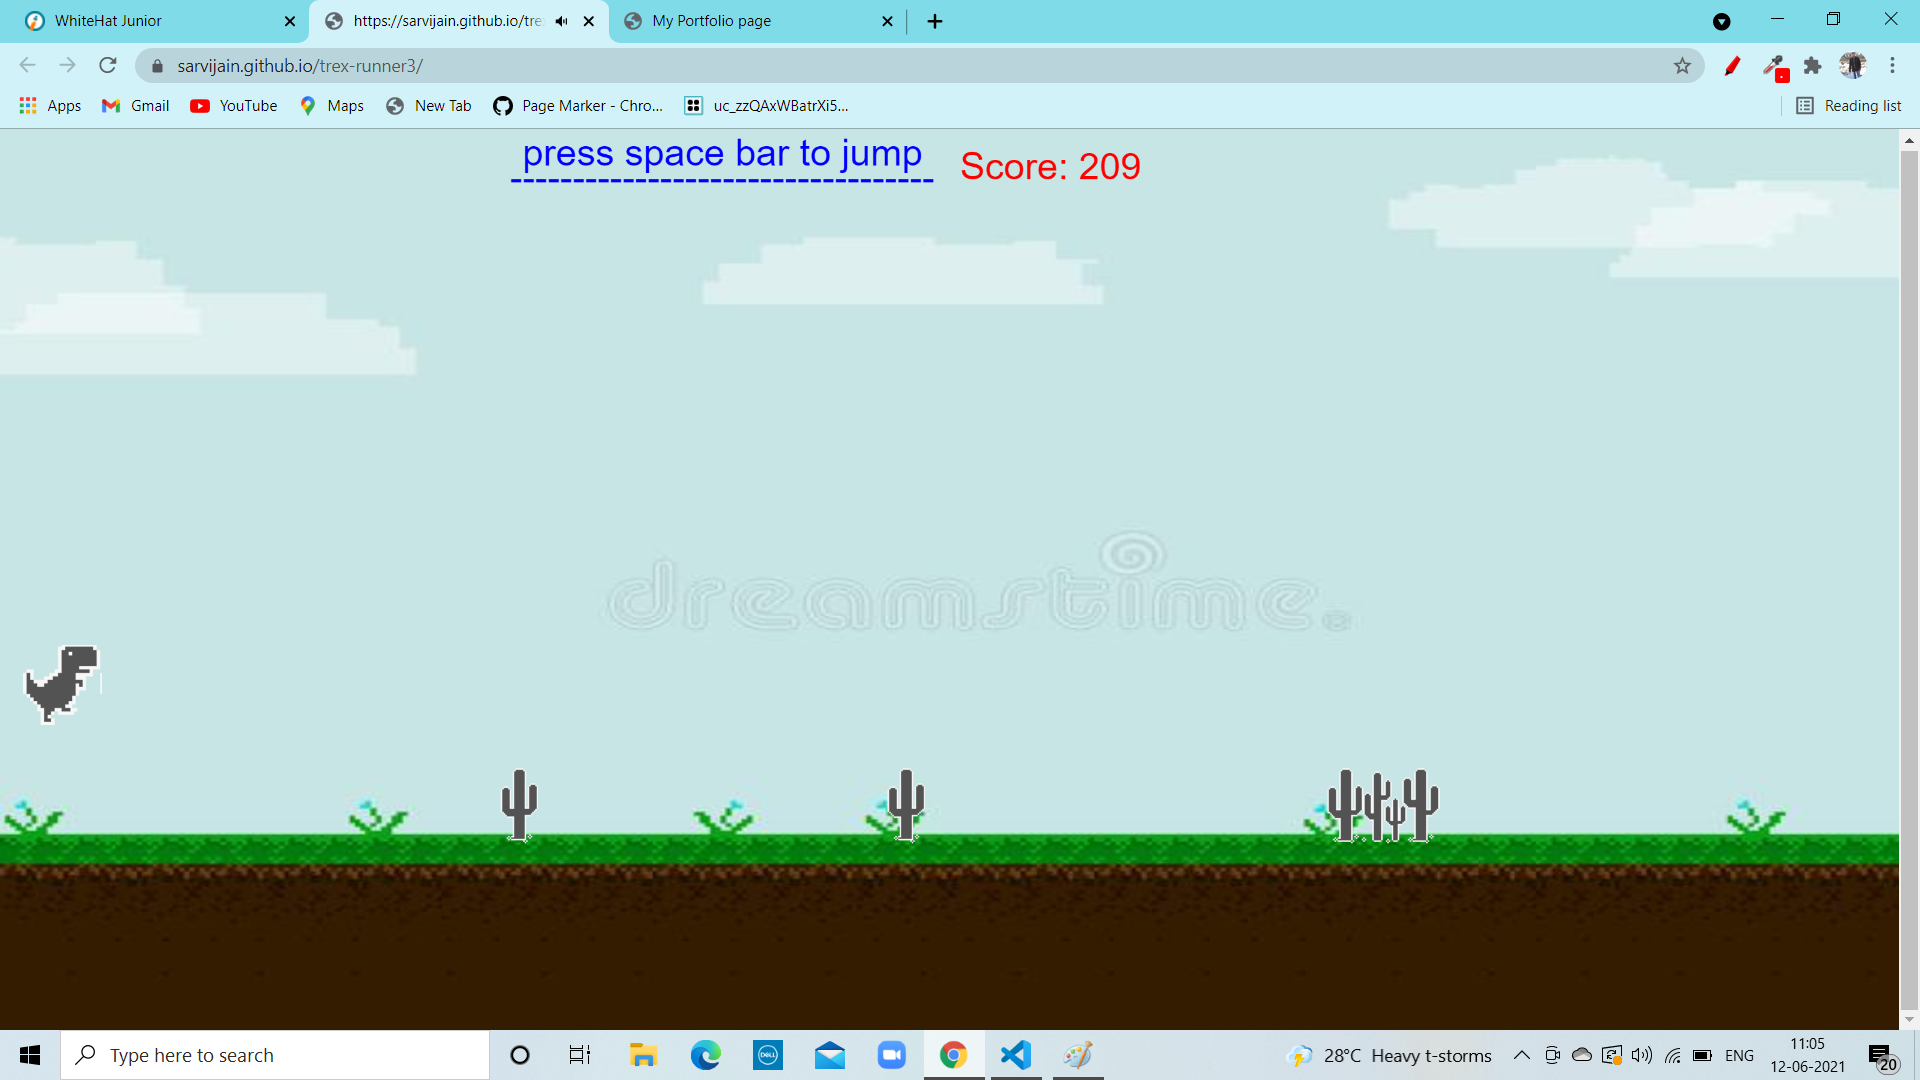 WhiteHat Junior
https://sarvijain.github.io/tre
My Portfolio page
sarvijain.github.io/trex-runner3/
Apps
Gmail
YouTube
Maps
New Tab
Page Marker - Chro...
uc_zzQAxWBatrXi5...
Reading list
press space bar to jump
----------------------------------
Score: 209
dreamstime.
Type here to search
DELL
28°C Heavy t-storms
ENG
11:05
12-06-2021
20